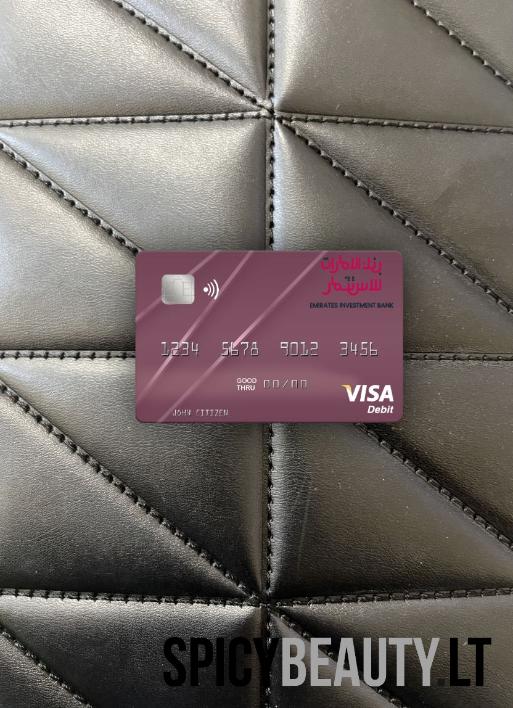 بنك الامارات
للاستثمار
EMIRATES INVESTMENT BANK
1234 5678 9012 3456
GOOD
THRU 00/00
VISA
Debit
JOHN CITIZEN
SPICYBEAUTY.LT